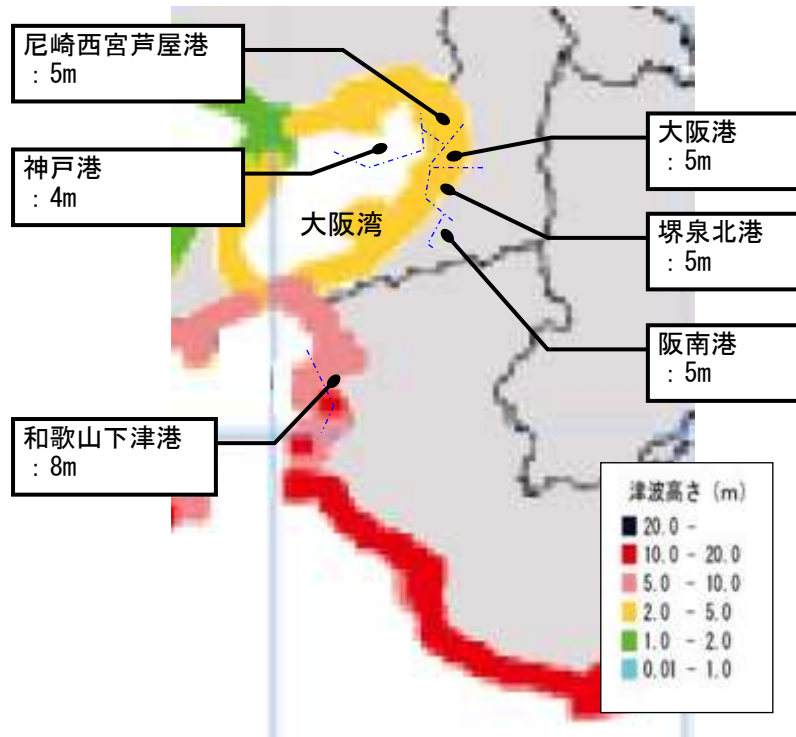 尼崎西宮芦屋港
: 5m
神戸港
: 4m
大阪湾
大阪港
: 5m
堺泉北港
: 5m
阪南港
: 5m
和歌山下津港
: 8m
津波高さ (m)
20.0 -
10.0 - 20.0
5.0 - 10.0
2.0 - 5.0
1.0 - 2.0
0.01 - 1.0